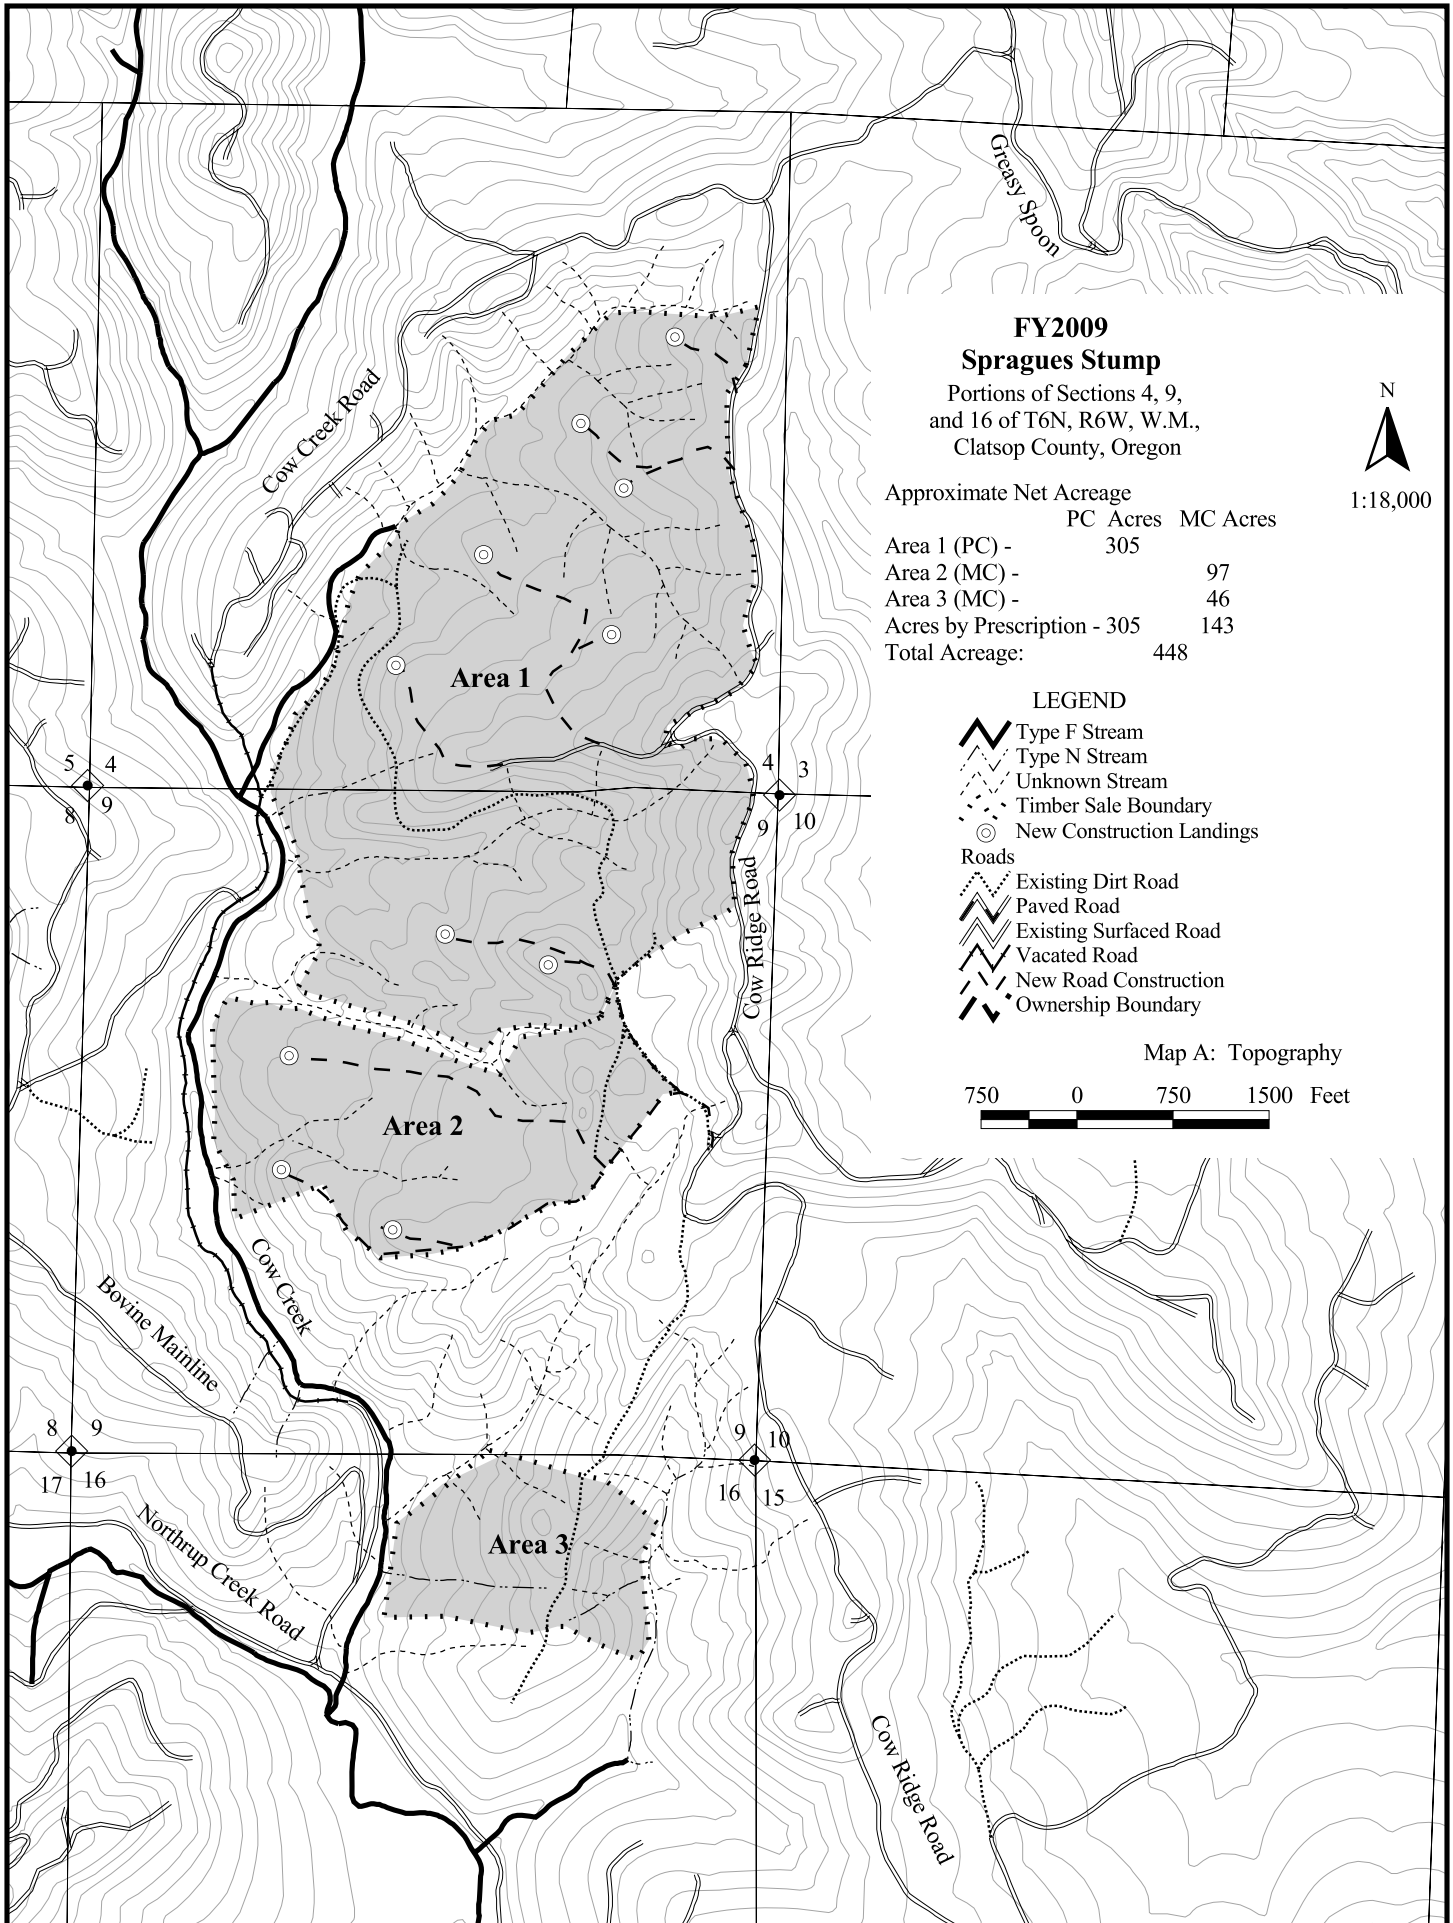 Greasy Spoon
FY2009
Spragues Stump
Portions of Sections 4, 9,
and 16 of T6N, R6W, W.M.,
Clatsop County, Oregon
N
1:18,000
Approximate Net Acreage
PC Acres MC Acres
Area 1 (PC) - 305
Area 2 (MC) - 97
Area 3 (MC) - 46
Acres by Prescription - 305 143
Total Acreage: 448
LEGEND
Type F Stream
Type N Stream
Unknown Stream
Timber Sale Boundary
New Construction Landings
Roads
Existing Dirt Road
Paved Road
Existing Surfaced Road
Vacated Road
New Road Construction
Ownership Boundary
Map A: Topography
750 0 750 1500 Feet
Cow Creek Road
Area 1
5 4
8 9
4 3
9 10
Cow Ridge Road
Area 2
Cow Creek
Bovine Mainline
8 9
17 16
9 10
16 15
Northrup Creek Road
Area 3
Cow Ridge Road